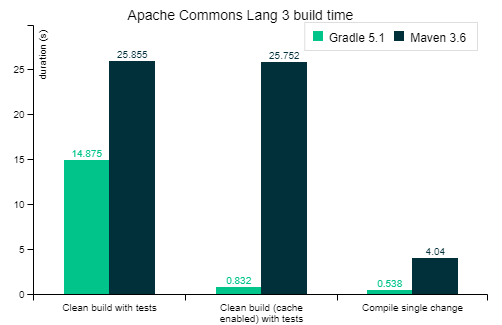 Apache Commons Lang 3 build time
Gradle 5.1 Maven 3.6
duration (s)
25
20
15
10
5
0
14.875
25.855
0.832
25.752
0.538
4.04
Clean build with tests
Clean build (cache
enabled) with tests
Compile single change